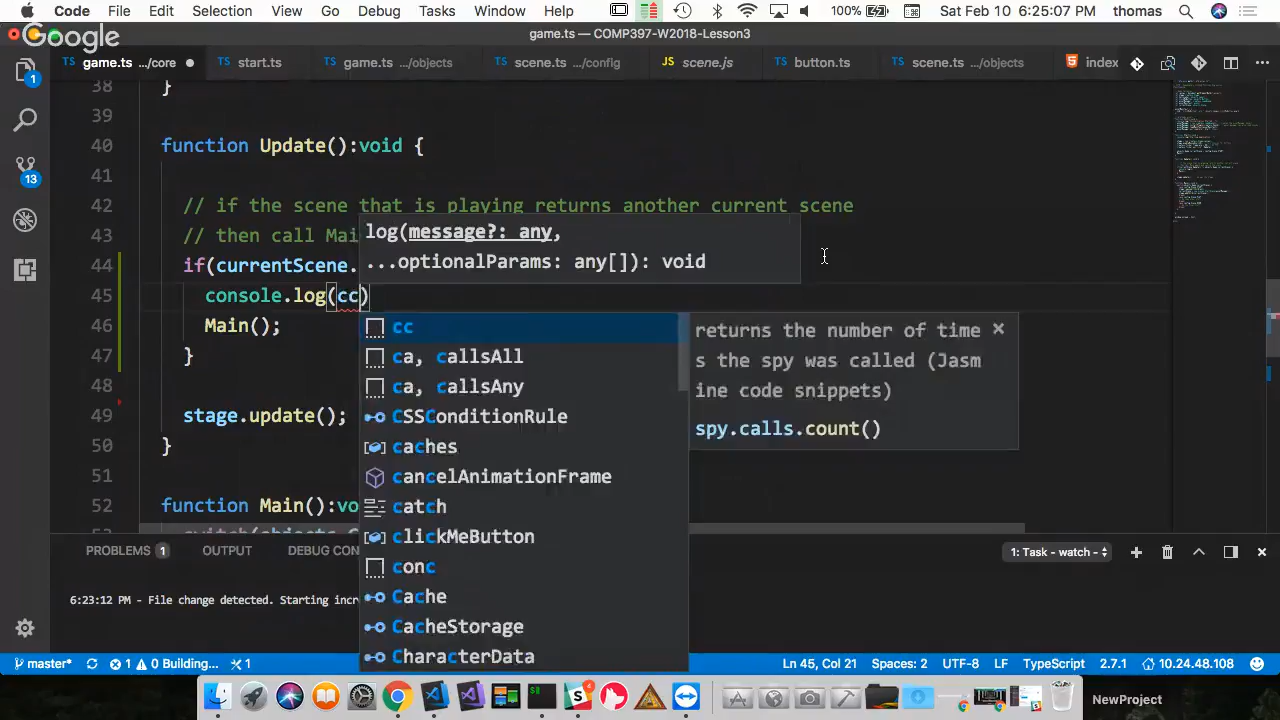 Code File Edit Selection View Go Debug Tasks Window Help 100% Sat Feb 10 6:25:07 PM thomas
Google
game.ts — COMP397-W2018-Lesson3
TS game.ts .../core TS start.ts TS game.ts .../objects TS scene.ts .../config JS scene.js TS button.ts TS scene.ts .../objects index
38 }
39
40 function Update():void {
41
42 // if the scene that is playing returns another current scene
43 // then call Mai
44 if(currentScene.
45 console.log(cc)
46 Main();
47 }
48
49 stage.update();
50 }
51
52 function Main():vo
log(message?: any,
...optionalParams: any[]): void
cc
ca, callsAll
ca, callsAny
CSSConditionRule
caches
cancelAnimationFrame
catch
clickMeButton
conc
Cache
CacheStorage
CharacterData
returns the number of time
s the spy was called (Jasm
ine code snippets)
spy.calls.count()
PROBLEMS 1 OUTPUT DEBUG CON 1: Task - watch -
6:23:12 PM - File change detected. Starting incr
master* 1 0 Building... 1 Ln 45, Col 21 Spaces: 2 UTF-8 LF TypeScript 2.7.1 10.24.48.108
1
13
4
NewProject